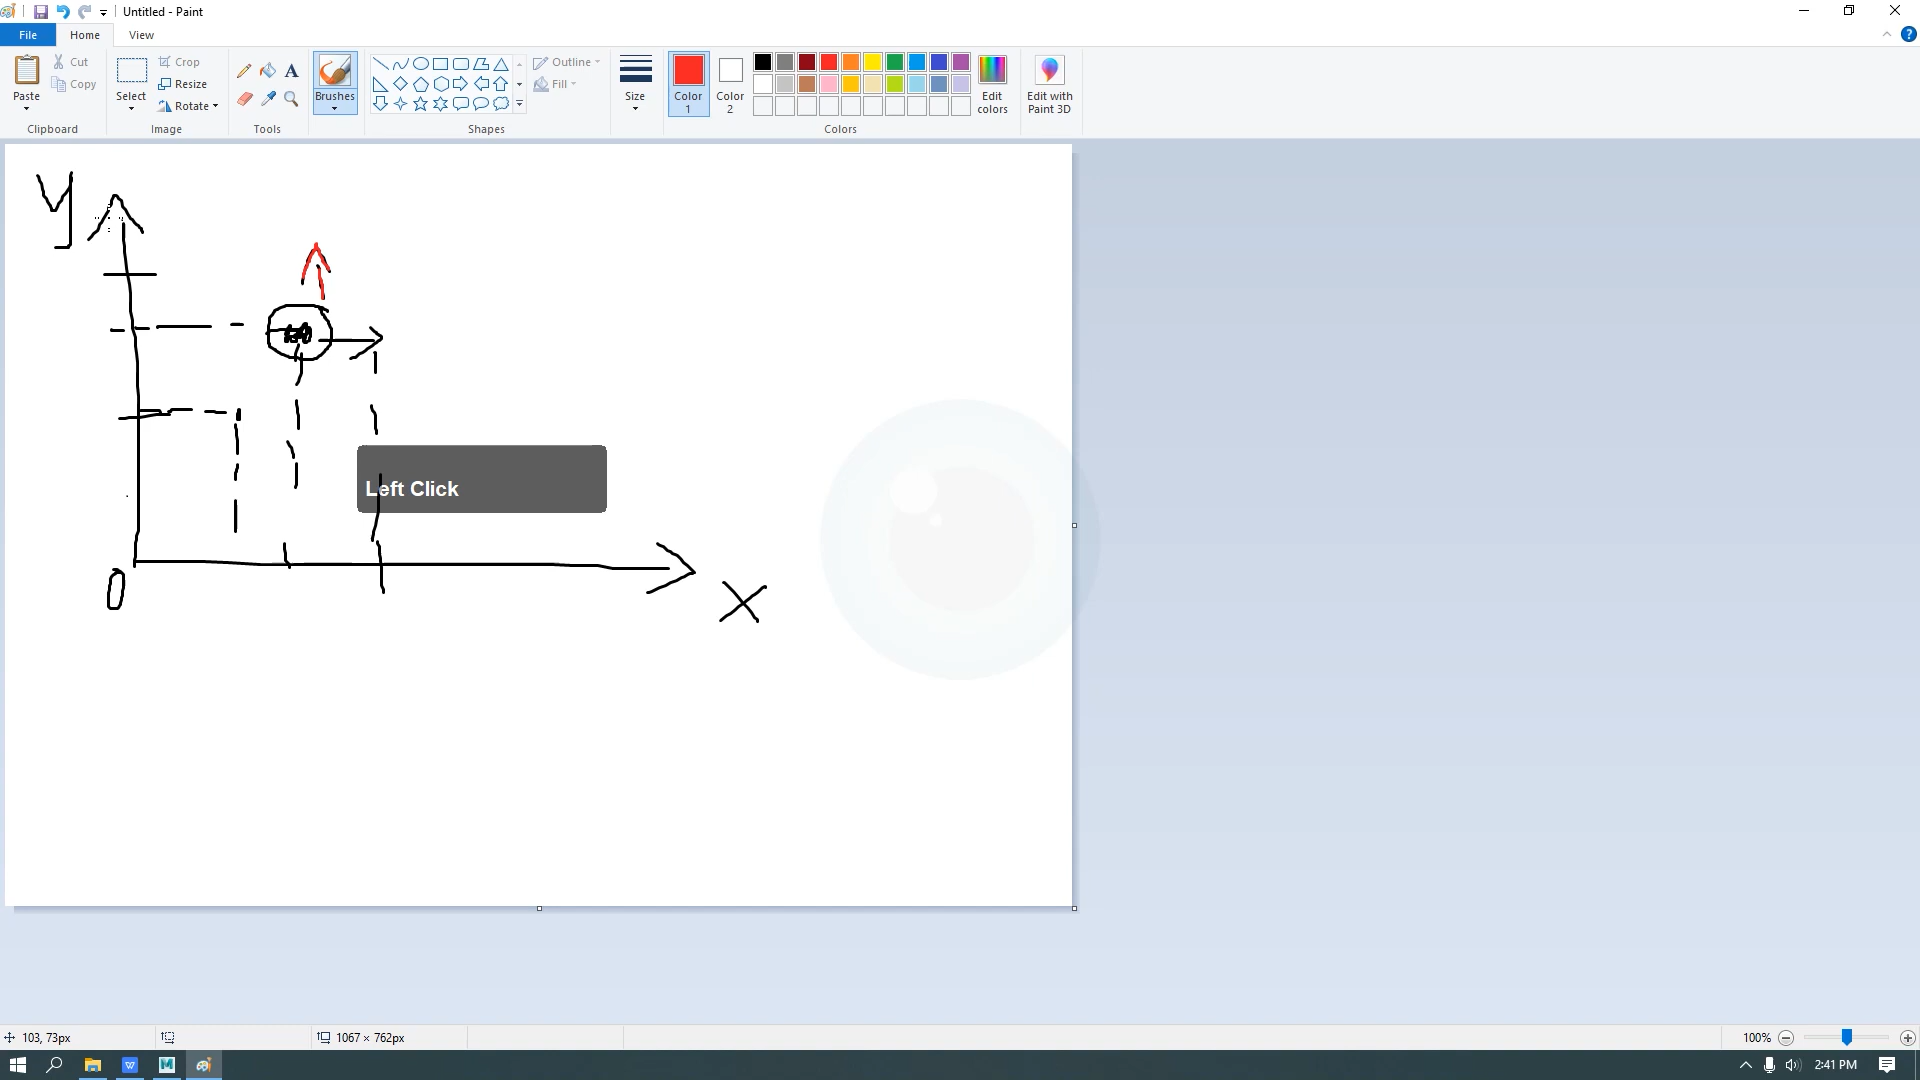 Untitled - Paint
File Home View
Paste
Cut
Copy
Clipboard
Select
Crop
Resize
Rotate
Image
A
Tools
Brushes
Shapes
Outline
Fill
Size
Color 1
Color 2
Edit colors
Edit with Paint 3D
Colors
y
Left Click
0
X
103, 73px
1067 × 762px
100%
2:41 PM